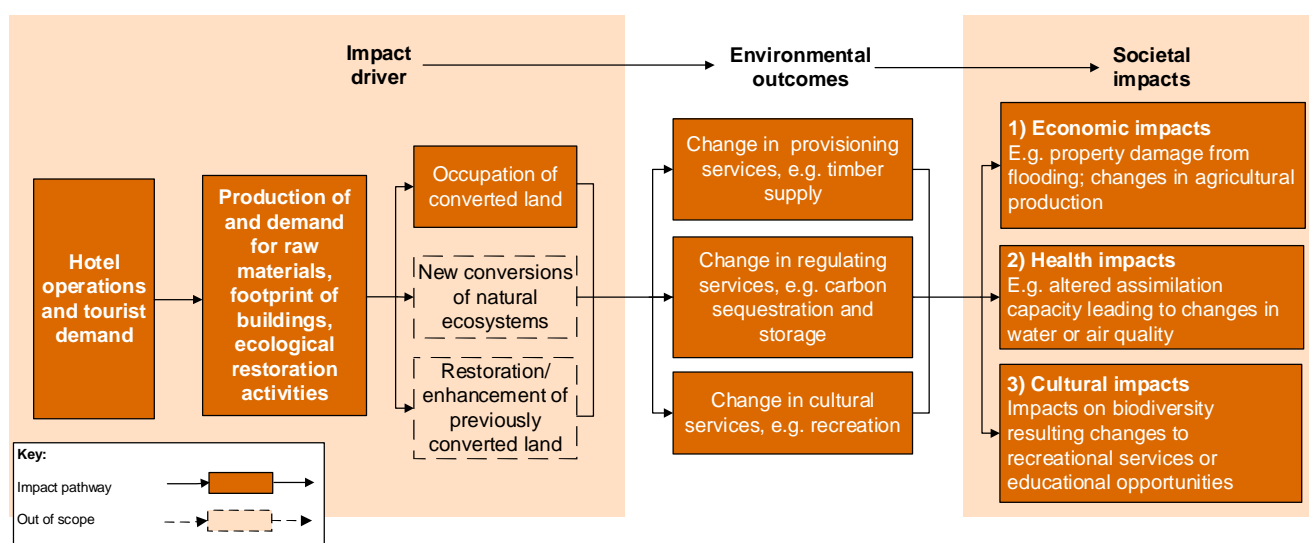 Impact
driver
Environmental
outcomes
Societal
impacts
Hotel
operations
and tourist
demand
Production of
and demand
for raw
materials,
footprint of
buildings,
ecological
restoration
activities
Occupation of
converted land
New conversions
of natural
ecosystems
Restoration/
enhancement of
previously
converted land
Change in provisioning
services, e.g. timber
supply
Change in regulating
services, e.g. carbon
sequestration and
storage
Change in cultural
services, e.g. recreation
1) Economic impacts
E.g. property damage from
flooding; changes in agricultural
production
2) Health impacts
E.g. altered assimilation
capacity leading to changes in
water or air quality
3) Cultural impacts
Impacts on biodiversity
resulting changes to
recreational services or
educational opportunities
Key:
Impact pathway
Out of scope